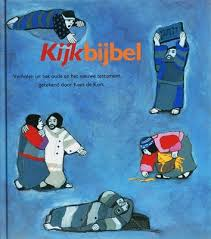 Kijkbijbel
Verhalen uit het oude en het nieuwe testament
getekend door Kees de Kort